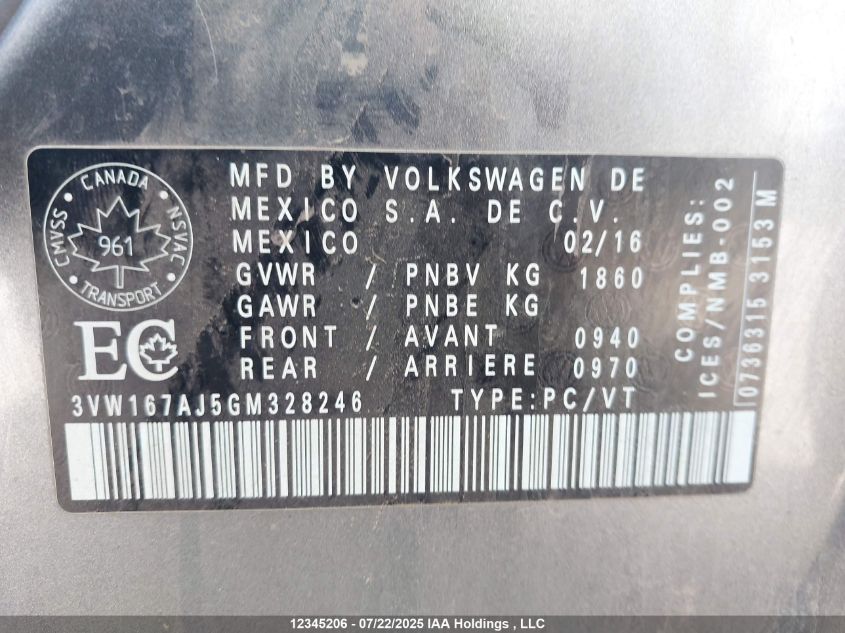 CANADA
CMVSS
NSVAC
961
TRANSPORT
EC
MFD BY VOLKSWAGEN DE
MEXICO S.A. DE C.V.
MEXICO 02/16
GVWR / PNBV KG 1860
GAWR / PNBE KG
FRONT / AVANT 0940
REAR / ARRIERE 0970
3VW167AJ5GM328246 TYPE:PC/VT
COMPLIES:
ICES/NMB-002
0736315 3153 M
12345206 - 07/22/2025 IAA Holdings , LLC